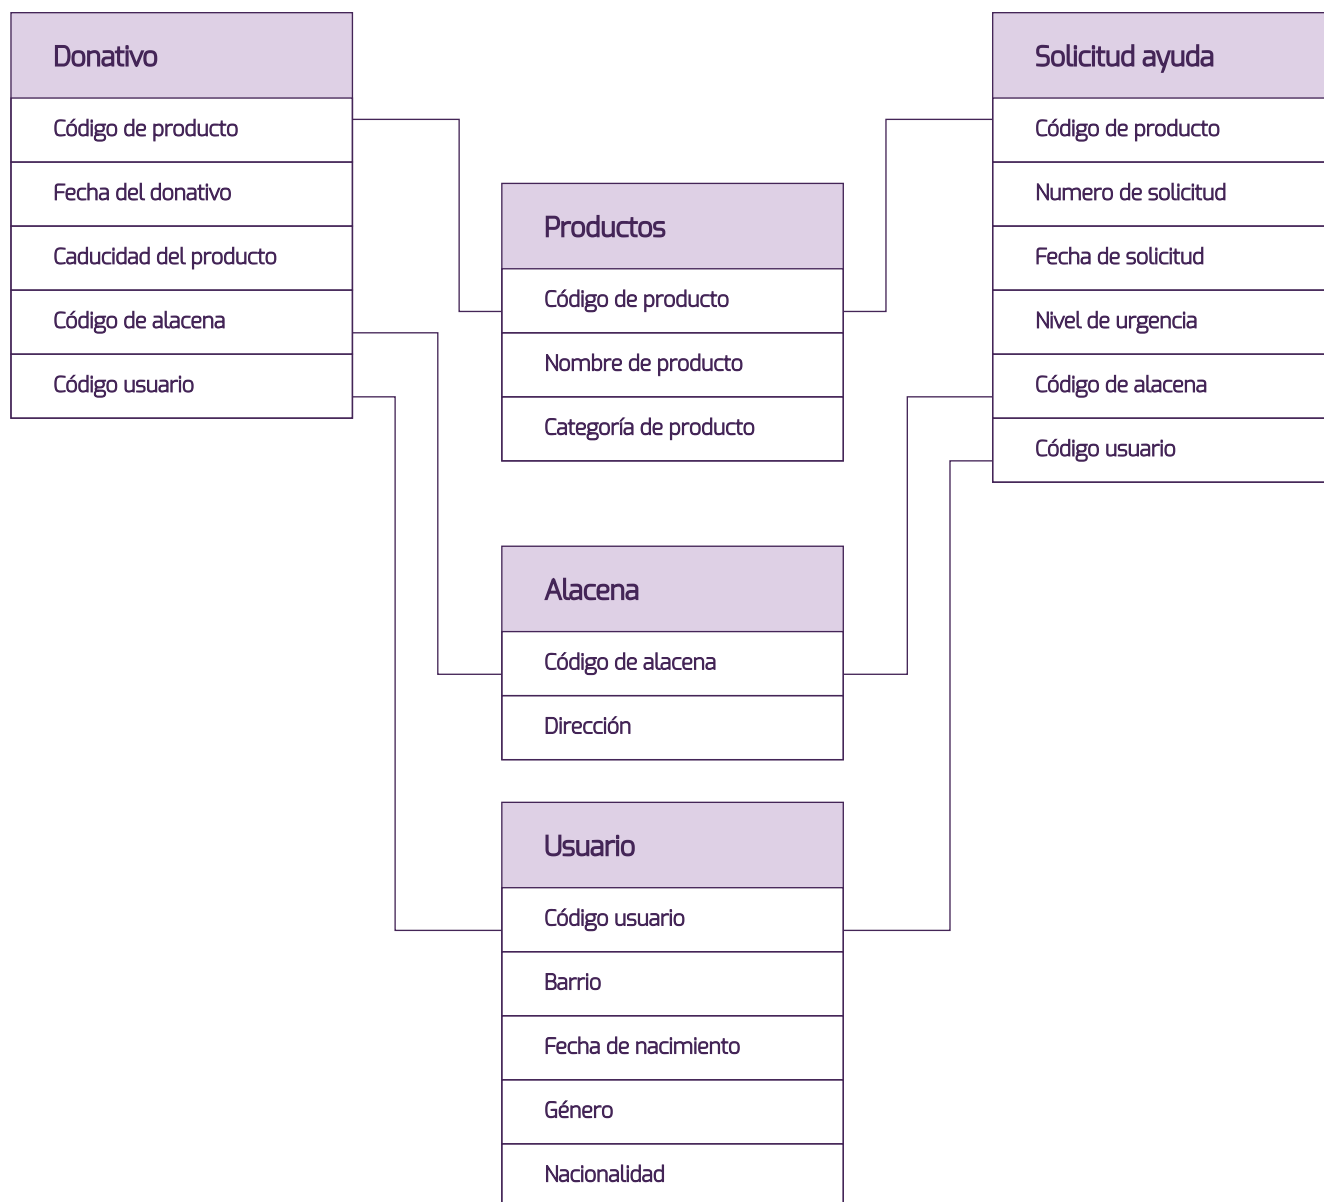 Donativo
Código de producto
Fecha del donativo
Caducidad del producto
Código de alacena
Código usuario
Productos
Código de producto
Nombre de producto
Categoría de producto
Alacena
Código de alacena
Dirección
Usuario
Código usuario
Barrio
Fecha de nacimiento
Género
Nacionalidad
Solicitud ayuda
Código de producto
Numero de solicitud
Fecha de solicitud
Nivel de urgencia
Código de alacena
Código usuario